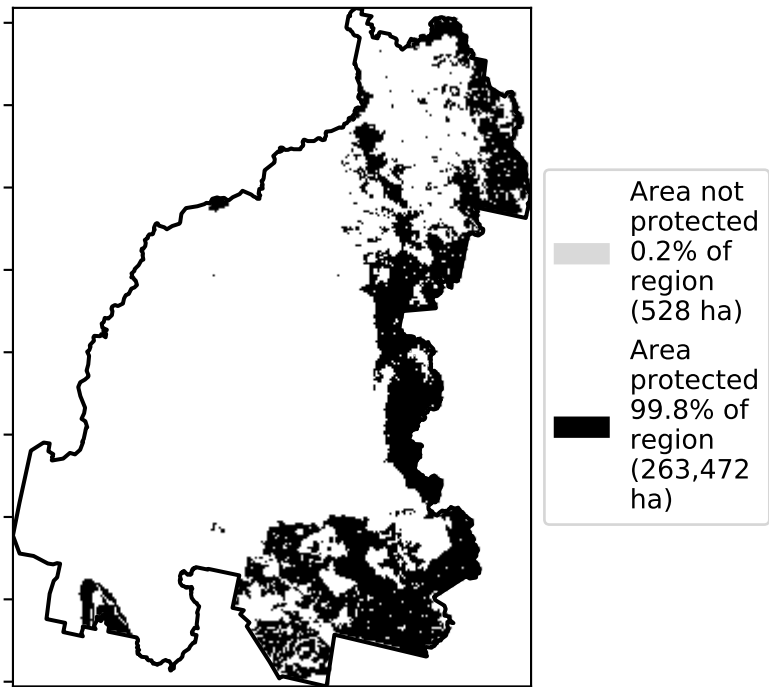 Area not
protected
0.2% of
region
(528 ha)
Area
protected
99.8% of
region
(263,472
ha)